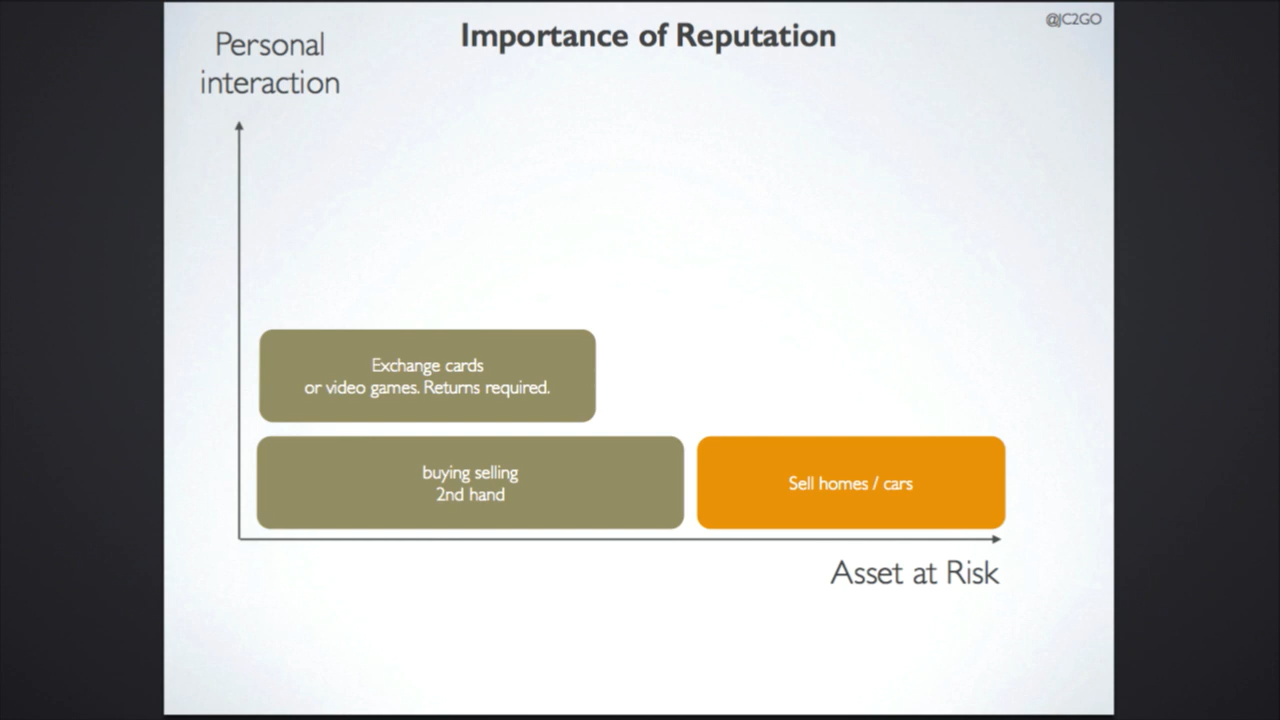 @JC2GO
Importance of Reputation
Personal
interaction
Exchange cards
or video games. Returns required.
buying selling
2nd hand
Sell homes / cars
Asset at Risk